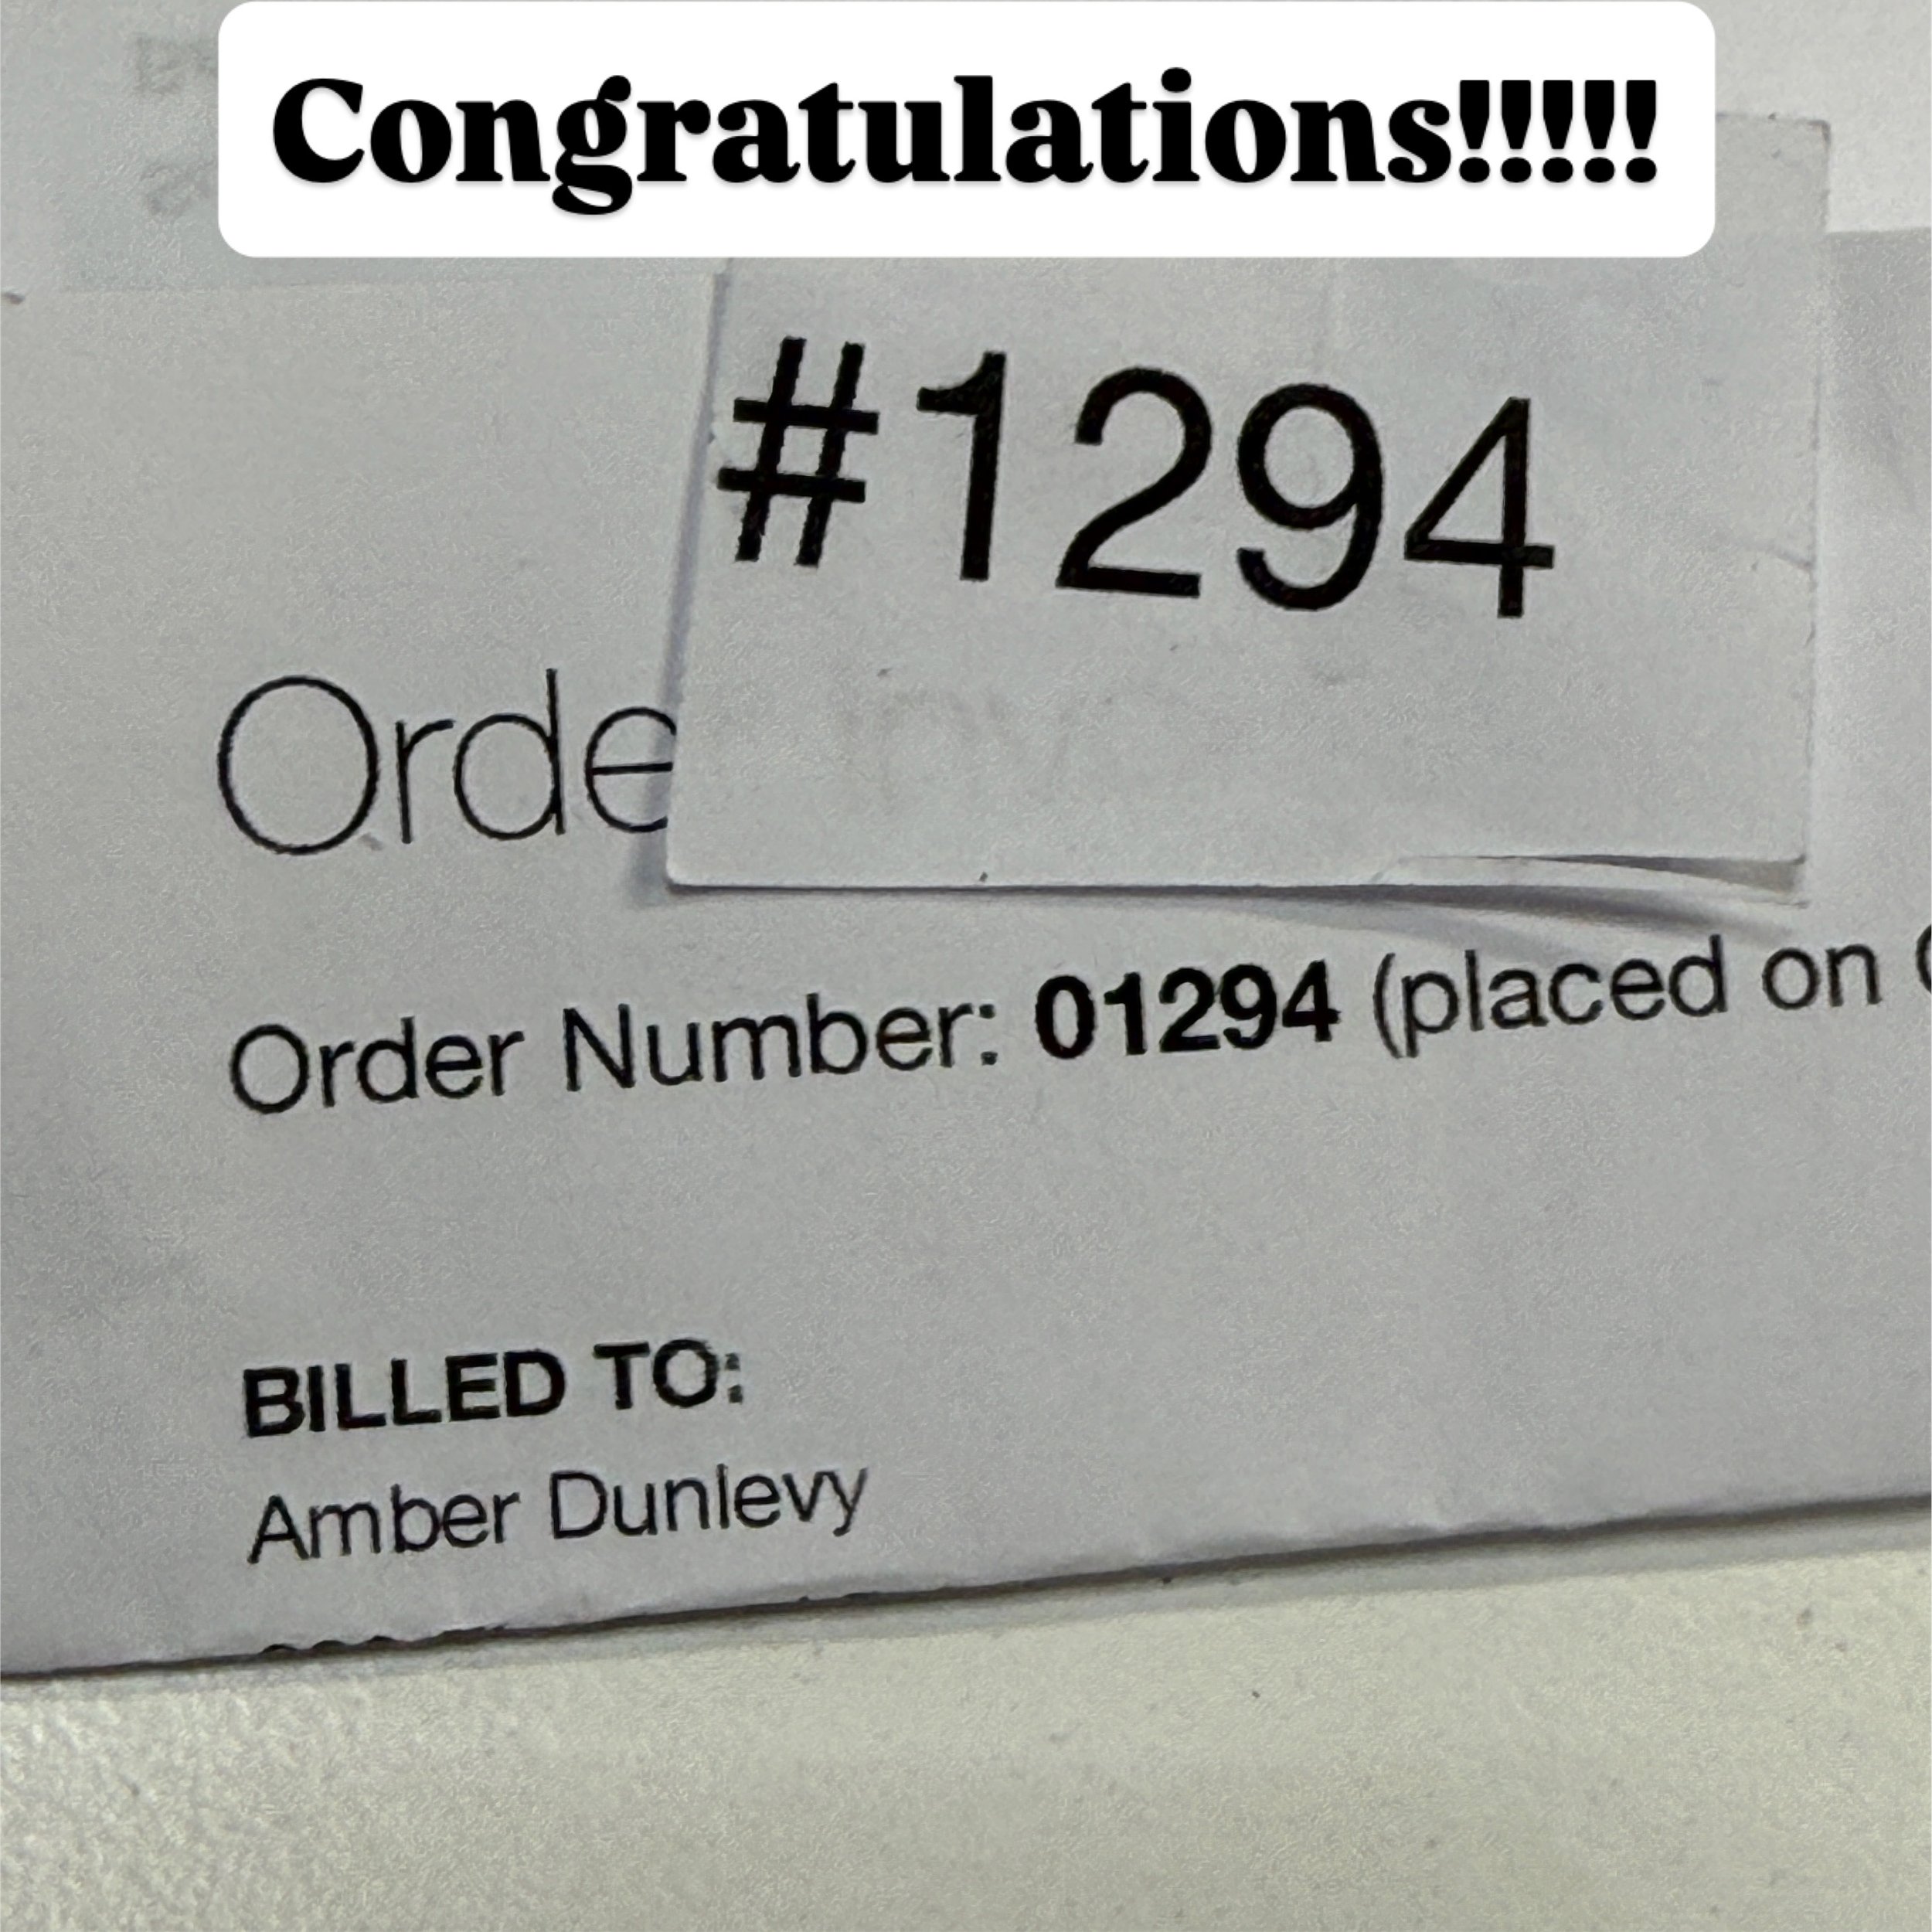 Congratulations!!!!!
#1294
Orde
Order Number: 01294 (placed on
BILLED TO:
Amber Dunlevy